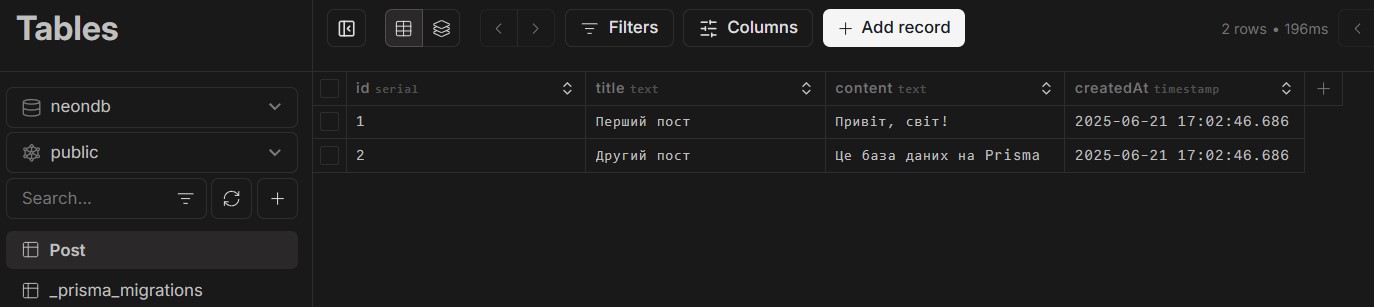 Tables
Filters
Columns
+ Add record
2 rows • 196ms
neondb
public
Search...
Post
_prisma_migrations
id serial title text content text createdAt timestamp
1 Перший пост Привіт, світ! 2025-06-21 17:02:46.686
2 Другий пост Це база даних на Prisma 2025-06-21 17:02:46.686